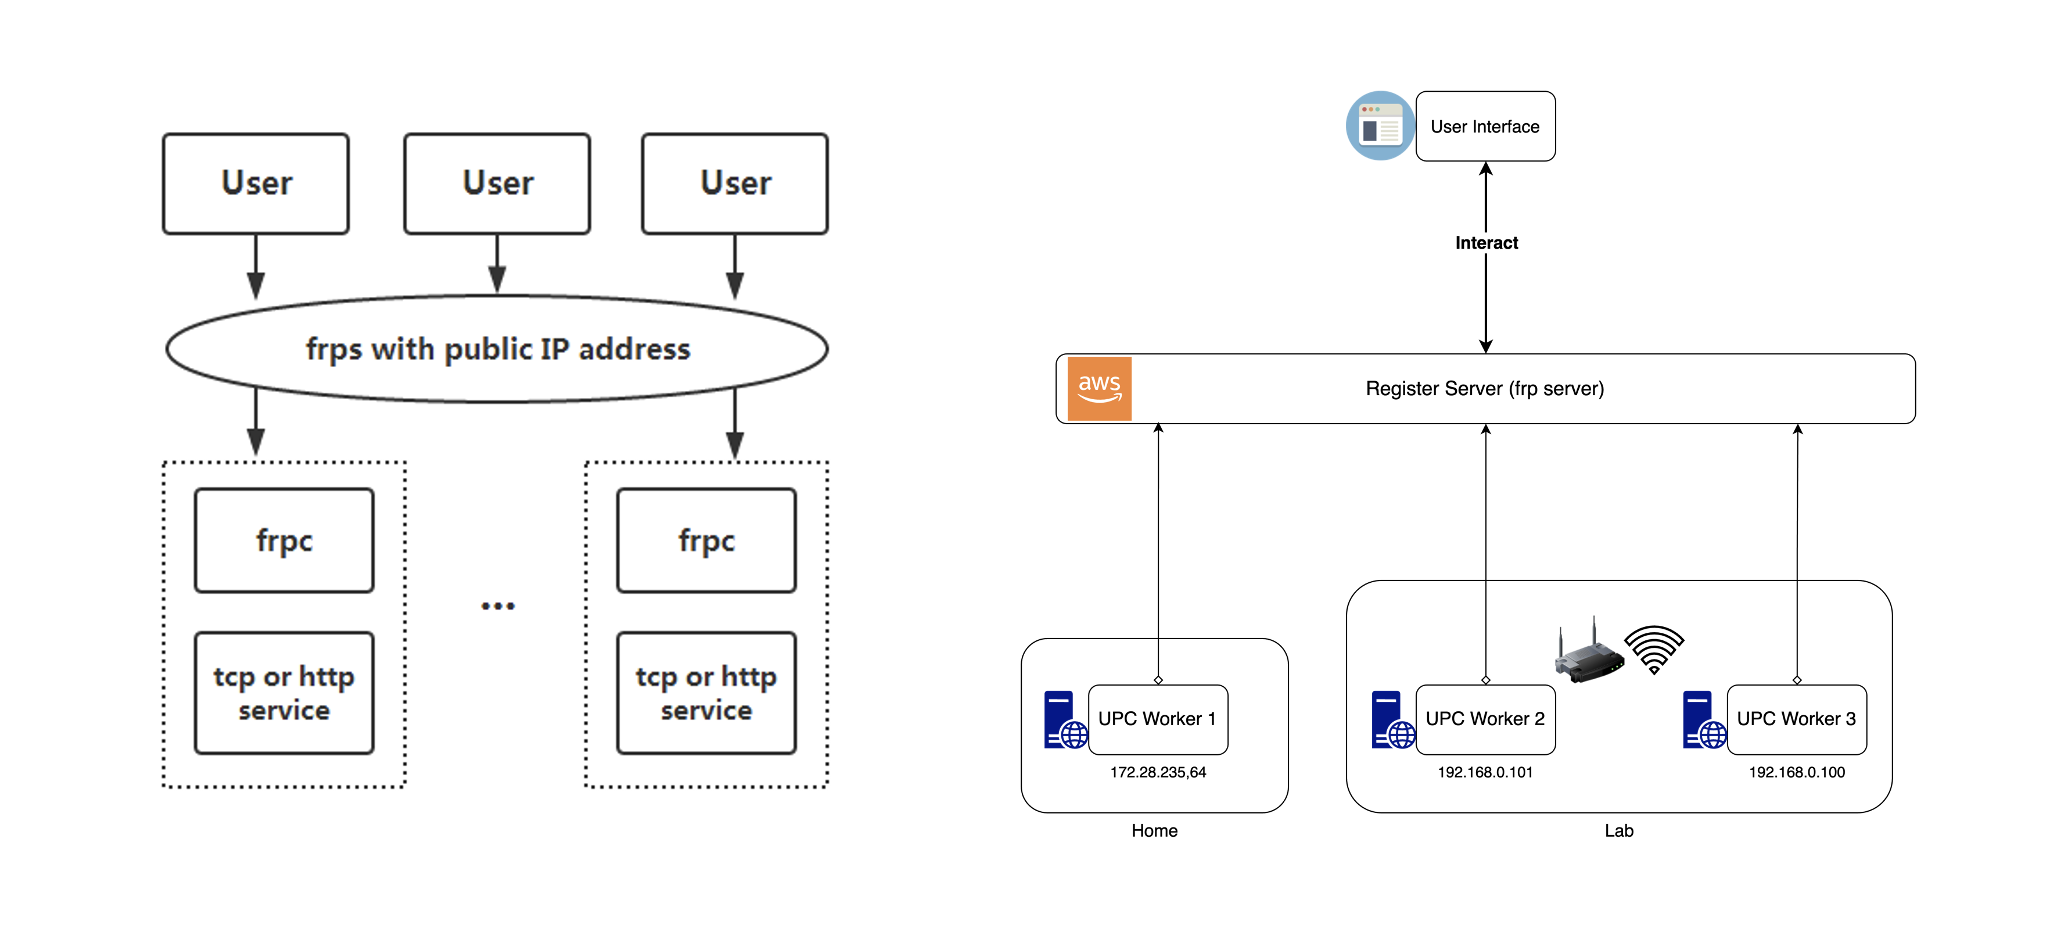 User
User
User
frps with public IP address
frpc
frpc
...
tcp or http
service
tcp or http
service
User Interface
Interact
aws
Register Server (frp server)
UPC Worker 1
172.28.235,64
Home
UPC Worker 2
192.168.0.101
UPC Worker 3
192.168.0.100
Lab